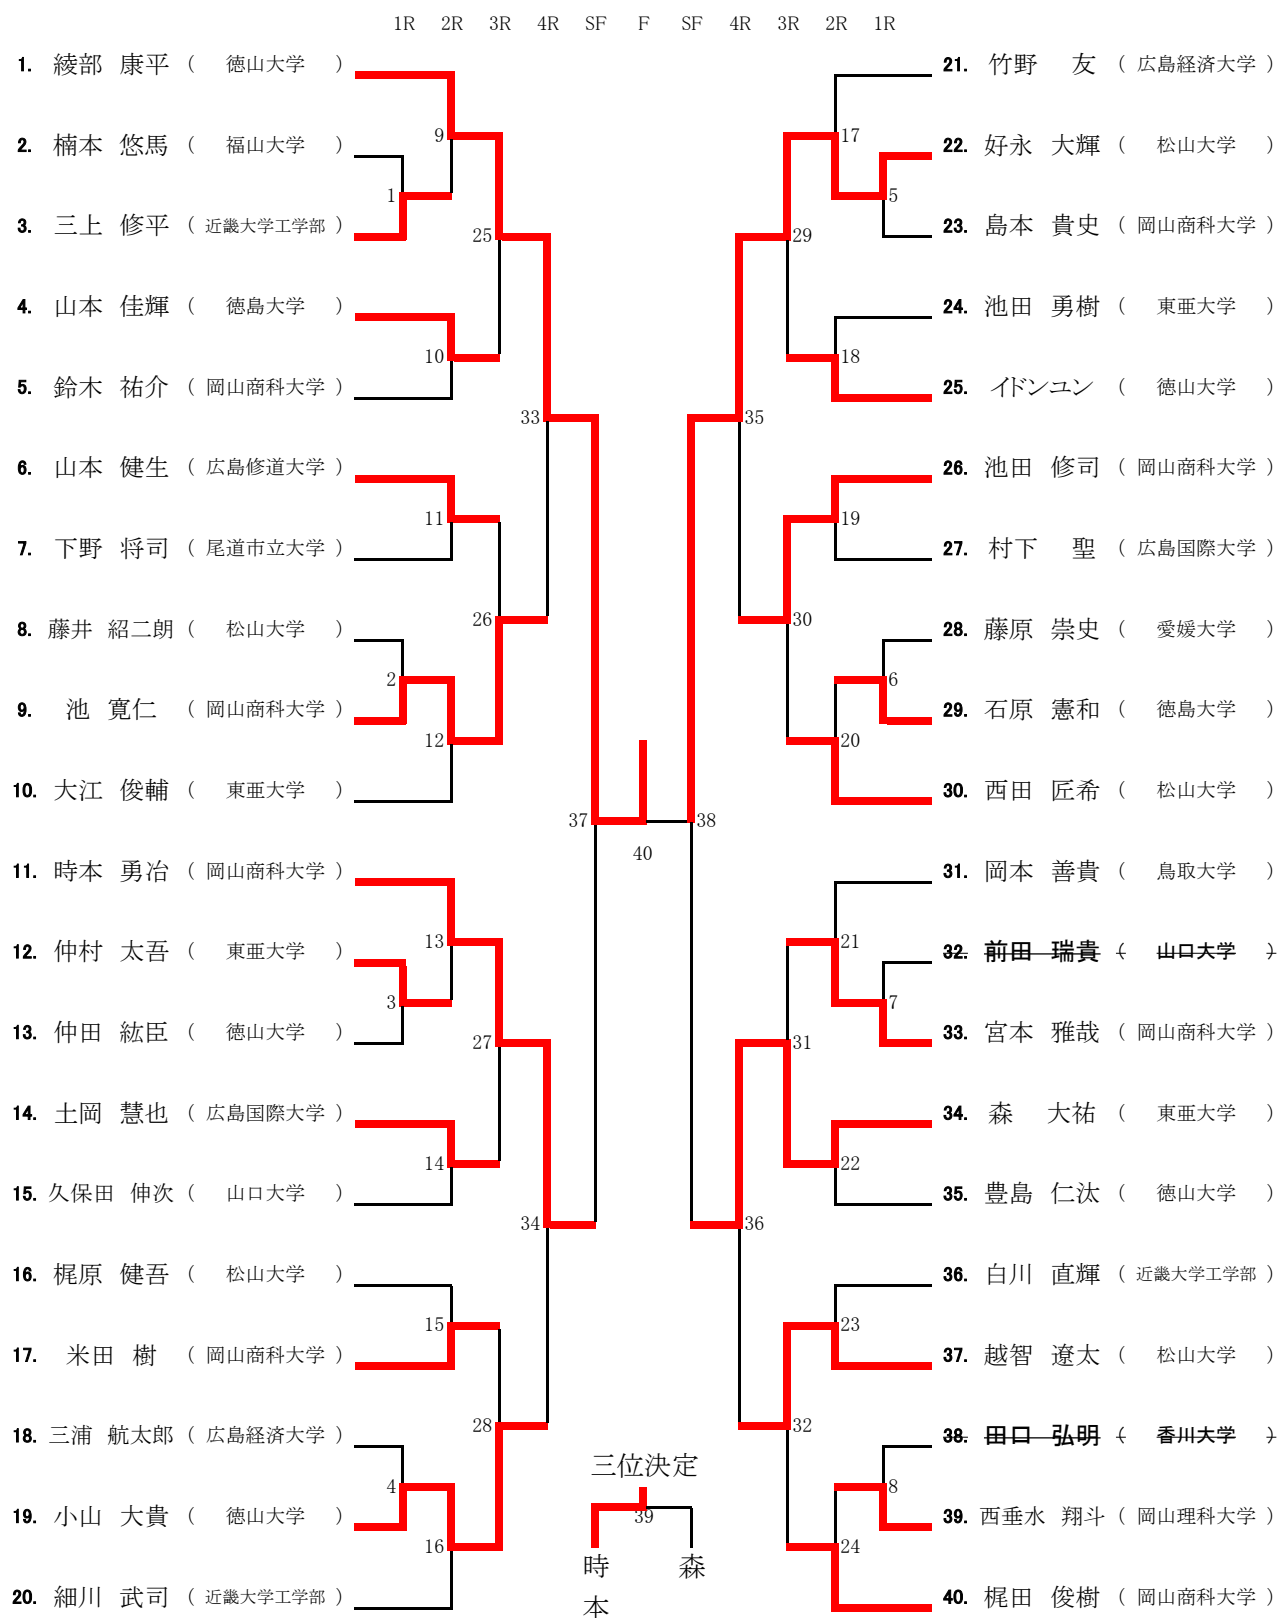 1R 2R 3R 4R SF F SF 4R 3R 2R 1R
1. 綾部 康平 ( 徳山大学 )
2. 楠本 悠馬 ( 福山大学 )
3. 三上 修平 ( 近畿大学工学部 )
4. 山本 佳輝 ( 徳島大学 )
5. 鈴木 祐介 ( 岡山商科大学 )
6. 山本 健生 ( 広島修道大学 )
7. 下野 将司 ( 尾道市立大学 )
8. 藤井 紹二朗 ( 松山大学 )
9. 池 寛仁 ( 岡山商科大学 )
10. 大江 俊輔 ( 東亜大学 )
11. 時本 勇冶 ( 岡山商科大学 )
12. 仲村 太吾 ( 東亜大学 )
13. 仲田 紘臣 ( 徳山大学 )
14. 土岡 慧也 ( 広島国際大学 )
15. 久保田 伸次 ( 山口大学 )
16. 梶原 健吾 ( 松山大学 )
17. 米田 樹 ( 岡山商科大学 )
18. 三浦 航太郎 ( 広島経済大学 )
19. 小山 大貴 ( 徳山大学 )
20. 細川 武司 ( 近畿大学工学部 )
1
2
3
4
9
10
11
12
13
14
15
16
25
26
27
28
33
34
37
40
38
35
36
29
30
31
32
17
18
19
20
21
22
23
24
5
6
7
8
21. 竹野 友 ( 広島経済大学 )
22. 好永 大輝 ( 松山大学 )
23. 島本 貴史 ( 岡山商科大学 )
24. 池田 勇樹 ( 東亜大学 )
25. イドンユン ( 徳山大学 )
26. 池田 修司 ( 岡山商科大学 )
27. 村下 聖 ( 広島国際大学 )
28. 藤原 崇史 ( 愛媛大学 )
29. 石原 憲和 ( 徳島大学 )
30. 西田 匠希 ( 松山大学 )
31. 岡本 善貴 ( 鳥取大学 )
32. 前田 瑞貴 ( 山口大学 )
33. 宮本 雅哉 ( 岡山商科大学 )
34. 森 大祐 ( 東亜大学 )
35. 豊島 仁汰 ( 徳山大学 )
36. 白川 直輝 ( 近畿大学工学部 )
37. 越智 遼太 ( 松山大学 )
38. 田口 弘明 ( 香川大学 )
39. 西垂水 翔斗 ( 岡山理科大学 )
40. 梶田 俊樹 ( 岡山商科大学 )
三位決定
39
時本
森